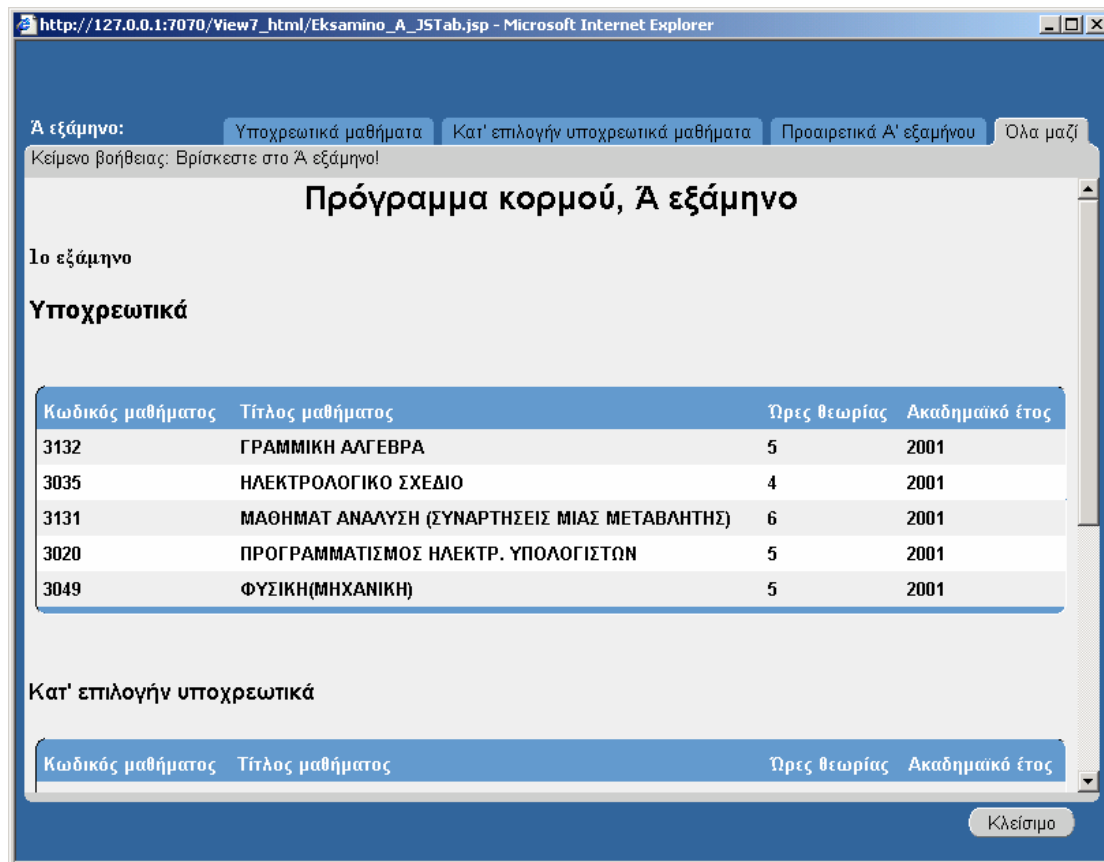 http://127.0.0.1:7070/View7_html/Eksamino_A_JSTab.jsp - Microsoft Internet Explorer
Ά εξάμηνο: Υποχρεωτικά μαθήματα Κατ' επιλογήν υποχρεωτικά μαθήματα Προαιρετικά Α' εξαμήνου Όλα μαζί
Κείμενο βοήθειας: Βρίσκεστε στο Ά εξάμηνο!
Πρόγραμμα κορμού, Ά εξάμηνο
1ο εξάμηνο
Υποχρεωτικά
Κωδικός μαθήματος Τίτλος μαθήματος Ώρες θεωρίας Ακαδημαϊκό έτος
3132 ΓΡΑΜΜΙΚΗ ΑΛΓΕΒΡΑ 5 2001
3035 ΗΛΕΚΤΡΟΛΟΓΙΚΟ ΣΧΕΔΙΟ 4 2001
3131 ΜΑΘΗΜΑΤ ΑΝΑΛΥΣΗ (ΣΥΝΑΡΤΗΣΕΙΣ ΜΙΑΣ ΜΕΤΑΒΛΗΤΗΣ) 6 2001
3020 ΠΡΟΓΡΑΜΜΑΤΙΣΜΟΣ ΗΛΕΚΤΡ. ΥΠΟΛΟΓΙΣΤΩΝ 5 2001
3049 ΦΥΣΙΚΗ(ΜΗΧΑΝΙΚΗ) 5 2001
Κατ' επιλογήν υποχρεωτικά
Κωδικός μαθήματος Τίτλος μαθήματος Ώρες θεωρίας Ακαδημαϊκό έτος
Κλείσιμο